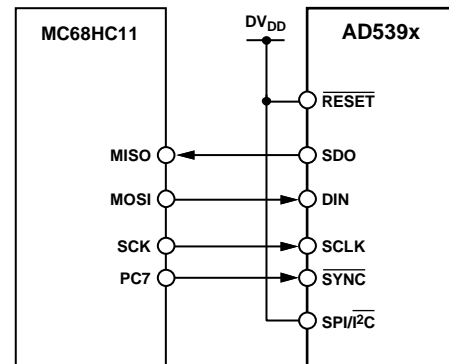 MC68HC11
DVDD
AD539x
RESET
MISO
SDO
MOSI
DIN
SCK
SCLK
PC7
SYNC
SPI/I2C